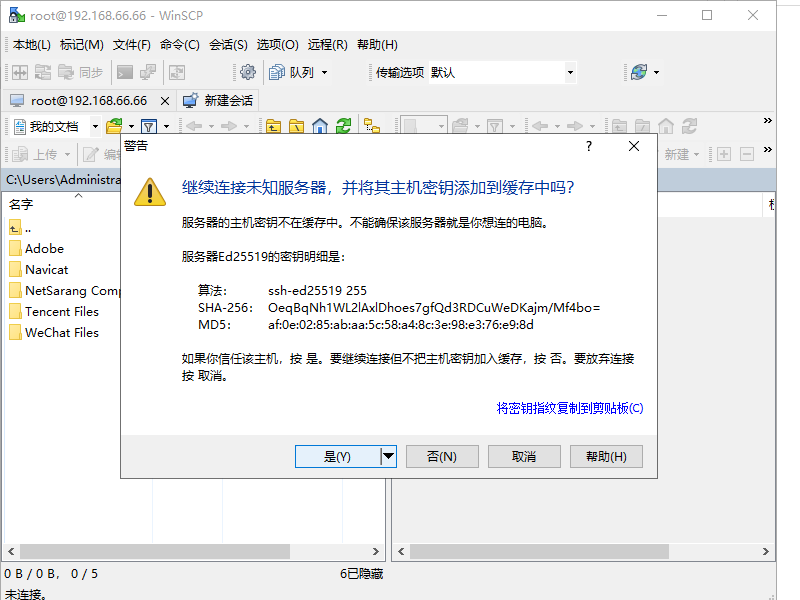 root@192.168.66.66 - WinSCP
本地(L) 标记(M) 文件(F) 命令(C) 会话(S) 选项(O) 远程(R) 帮助(H)
同步 队列 传输选项 默认
root@192.168.66.66 × 新建会话
我的文档
上传 编辑 新建
C:\Users\Administra
名字
..
Adobe
Navicat
NetSarang Comp
Tencent Files
WeChat Files
警告
?
继续连接未知服务器，并将其主机密钥添加到缓存中吗?
服务器的主机密钥不在缓存中。不能确保该服务器就是你想连的电脑。
服务器Ed25519的密钥明细是:
算法: ssh-ed25519 255
SHA-256: OeqBqNh1WL2lAxlDhoes7gfQd3RDCuWeDKajm/Mf4bo=
MD5: af:0e:02:85:ab:aa:5c:58:a4:8c:3e:98:e3:76:e9:8d
如果你信任该主机，按 是。要继续连接但不把主机密钥加入缓存，按 否。要放弃连接
按 取消。
将密钥指纹复制到剪贴板(C)
是(Y) 否(N) 取消 帮助(H)
0 B / 0 B， 0 / 5
6已隐藏
未连接。